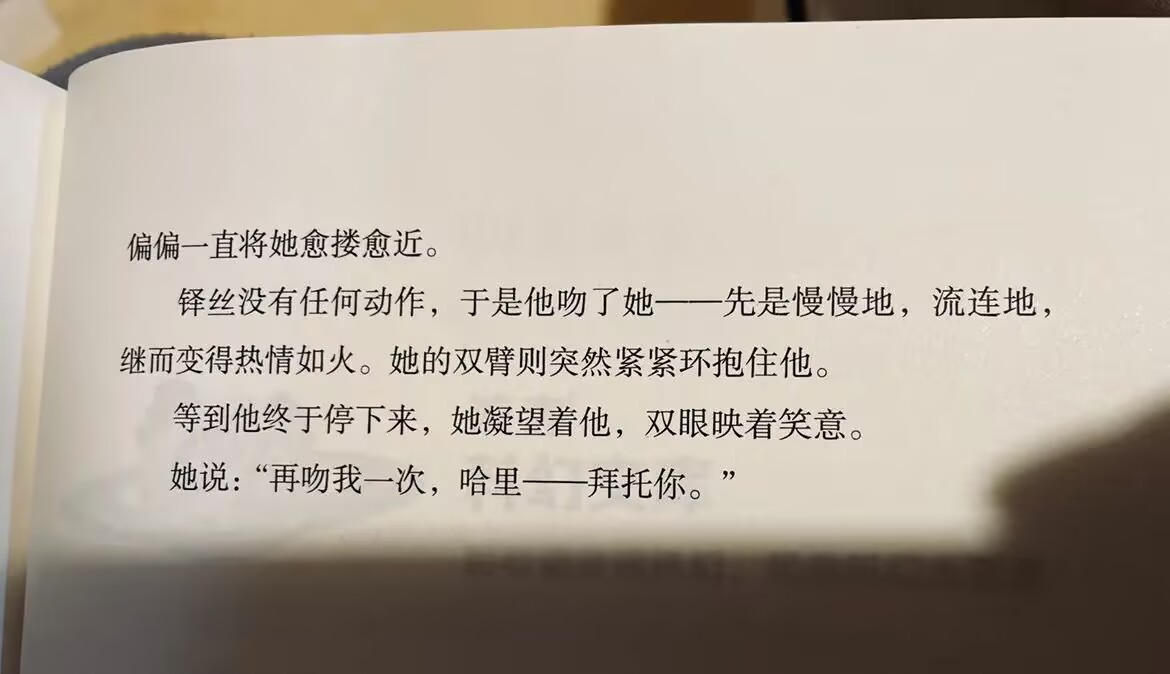 偏偏一直将她愈搂愈近。
铎丝没有任何动作，于是他吻了她——先是慢慢地，流连地，
继而变得热情如火。她的双臂则突然紧紧环抱住他。
等到他终于停下来，她凝望着他，双眼映着笑意。
她说：“再吻我一次，哈里——拜托你。”